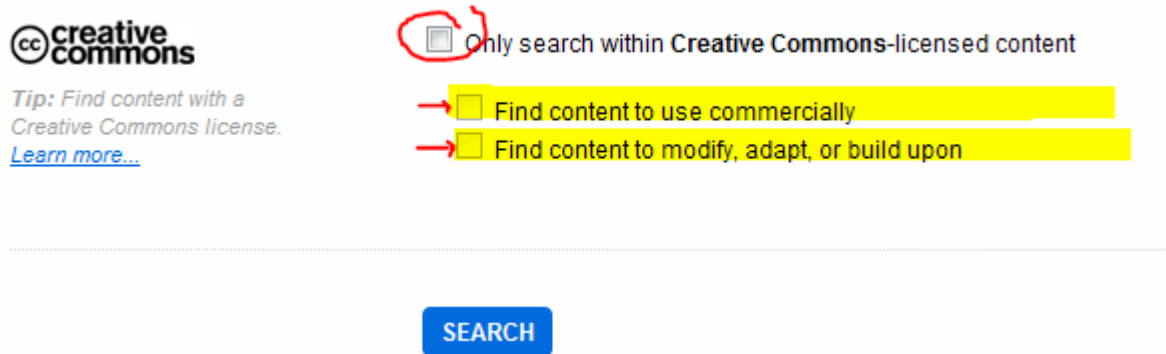 cc creative commons
Tip: Find content with a
Creative Commons license.
Learn more...
Only search within Creative Commons-licensed content
Find content to use commercially
Find content to modify, adapt, or build upon
SEARCH